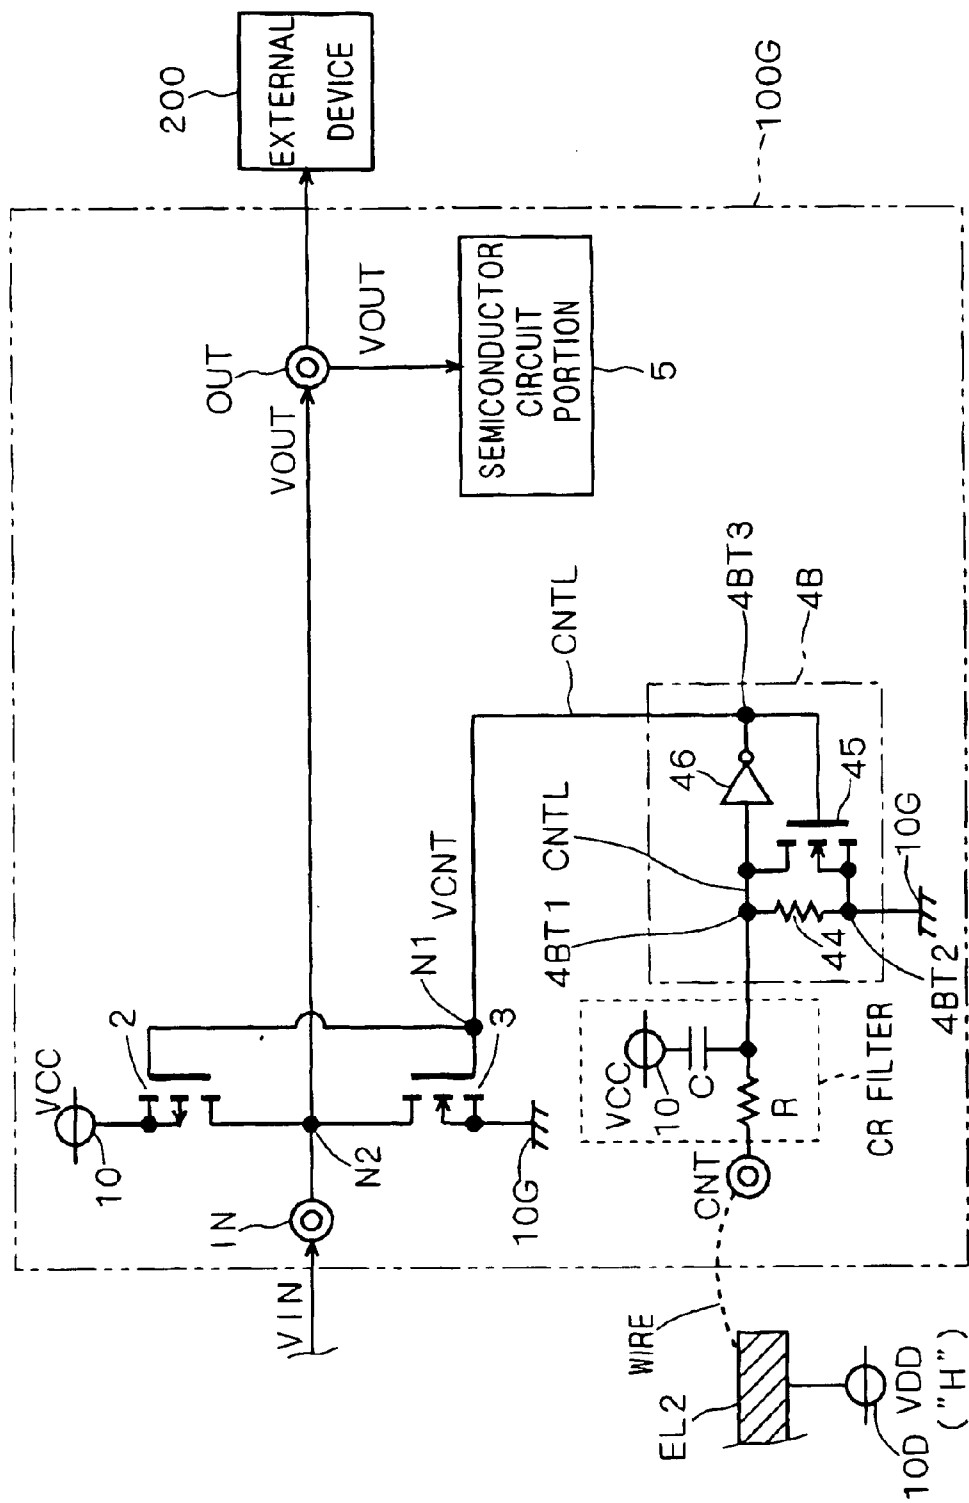 200
EXTERNAL
DEVICE
100G
OUT
VOUT
VOUT
SEMICONDUCTOR
CIRCUIT
PORTION
5
VCC
10
2
VIN
IN
N2
N1
VCNT
3
10G
CNTL
4BT3
4B
46
45
4BT1
CNTL
44
10G
4BT2
VCC
10
C
R
CR FILTER
CNT
WIRE
EL2
10D
VDD
("H")